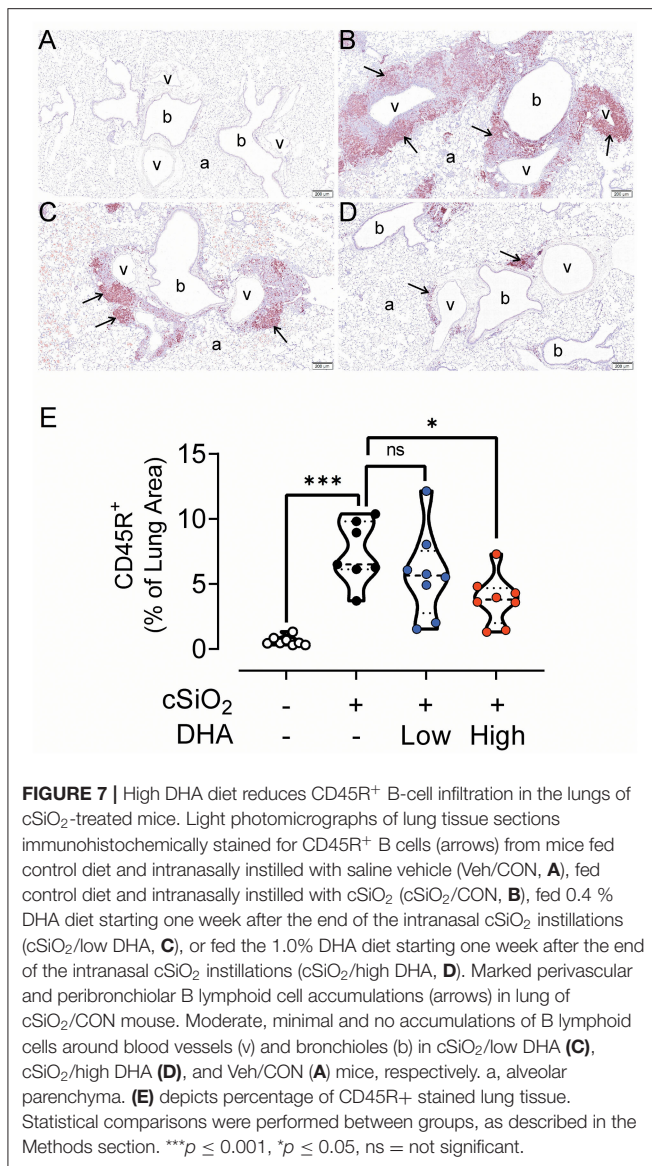 A
B
v
b
b
v
v
a
v
b
v
a
200 µm
200 µm
C
D
b
v
b
v
a
a
v
b
v
b
200 µm
200 µm
E
*
ns
***
CD45R+
(% of Lung Area)
15
10
5
0
cSiO2 - + + +
DHA - - Low High
FIGURE 7 | High DHA diet reduces CD45R+ B-cell infiltration in the lungs of
cSiO2-treated mice. Light photomicrographs of lung tissue sections
immunohistochemically stained for CD45R+ B cells (arrows) from mice fed
control diet and intranasally instilled with saline vehicle (Veh/CON, A), fed
control diet and intranasally instilled with cSiO2 (cSiO2/CON, B), fed 0.4 %
DHA diet starting one week after the end of the intranasal cSiO2 instillations
(cSiO2/low DHA, C), or fed the 1.0% DHA diet starting one week after the end
of the intranasal cSiO2 instillations (cSiO2/high DHA, D). Marked perivascular
and peribronchiolar B lymphoid cell accumulations (arrows) in lung of
cSiO2/CON mouse. Moderate, minimal and no accumulations of B lymphoid
cells around blood vessels (v) and bronchioles (b) in cSiO2/low DHA (C),
cSiO2/high DHA (D), and Veh/CON (A) mice, respectively. a, alveolar
parenchyma. (E) depicts percentage of CD45R+ stained lung tissue.
Statistical comparisons were performed between groups, as described in the
Methods section. ***p ≤ 0.001, *p ≤ 0.05, ns = not significant.